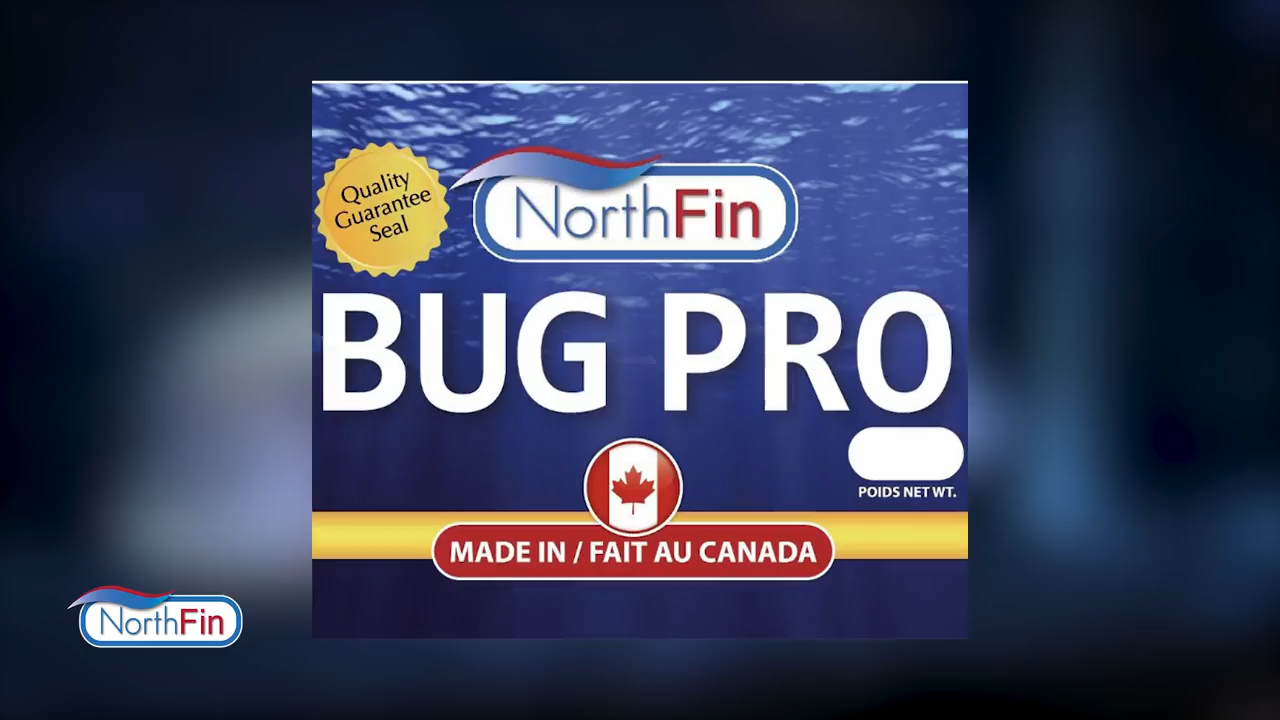 Quality
Guarantee
Seal
NorthFin
BUG PRO
POIDS NET WT.
MADE IN / FAIT AU CANADA
NorthFin